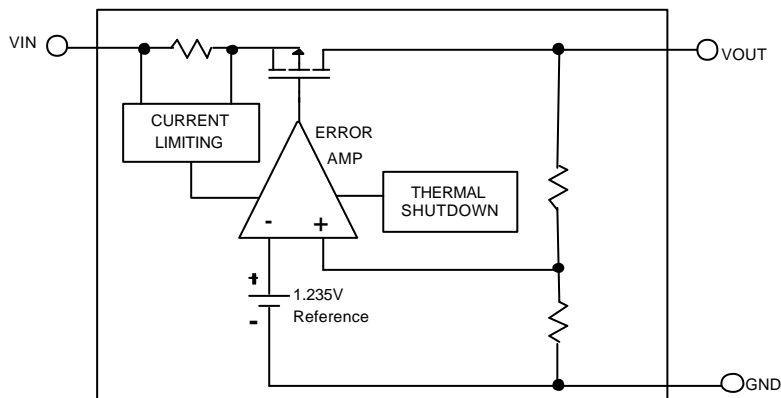 VIN
VOUT
CURRENT
LIMITING
ERROR
AMP
THERMAL
SHUTDOWN
- +
+
1.235V
Reference
-
GND